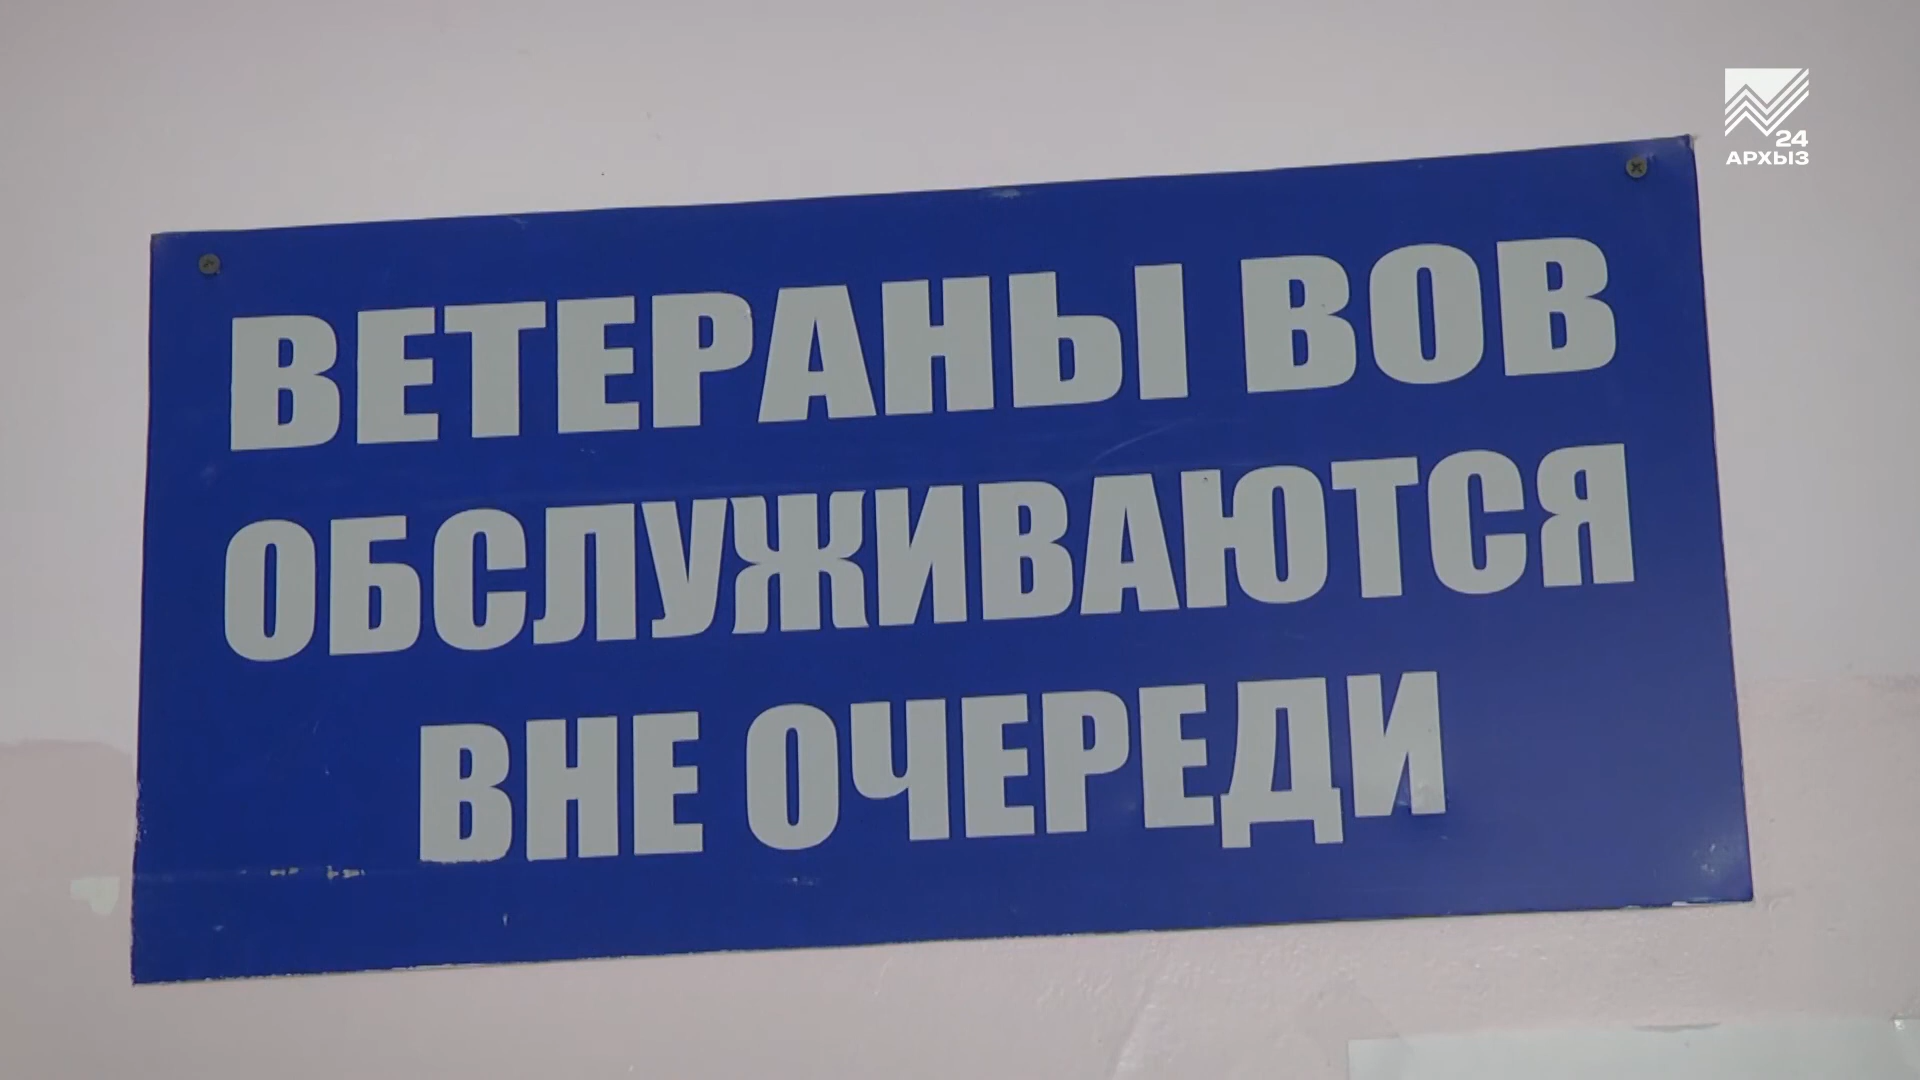 24
АРХЫЗ
ВЕТЕРАНЫ ВОВ
ОБСЛУЖИВАЮТСЯ
ВНЕ ОЧЕРЕДИ